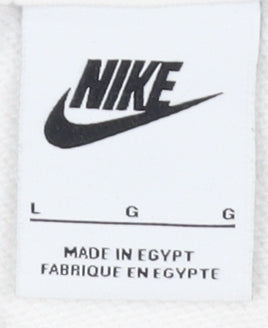 NIKE
L G G
MADE IN EGYPT
FABRIQUE EN EGYPTE